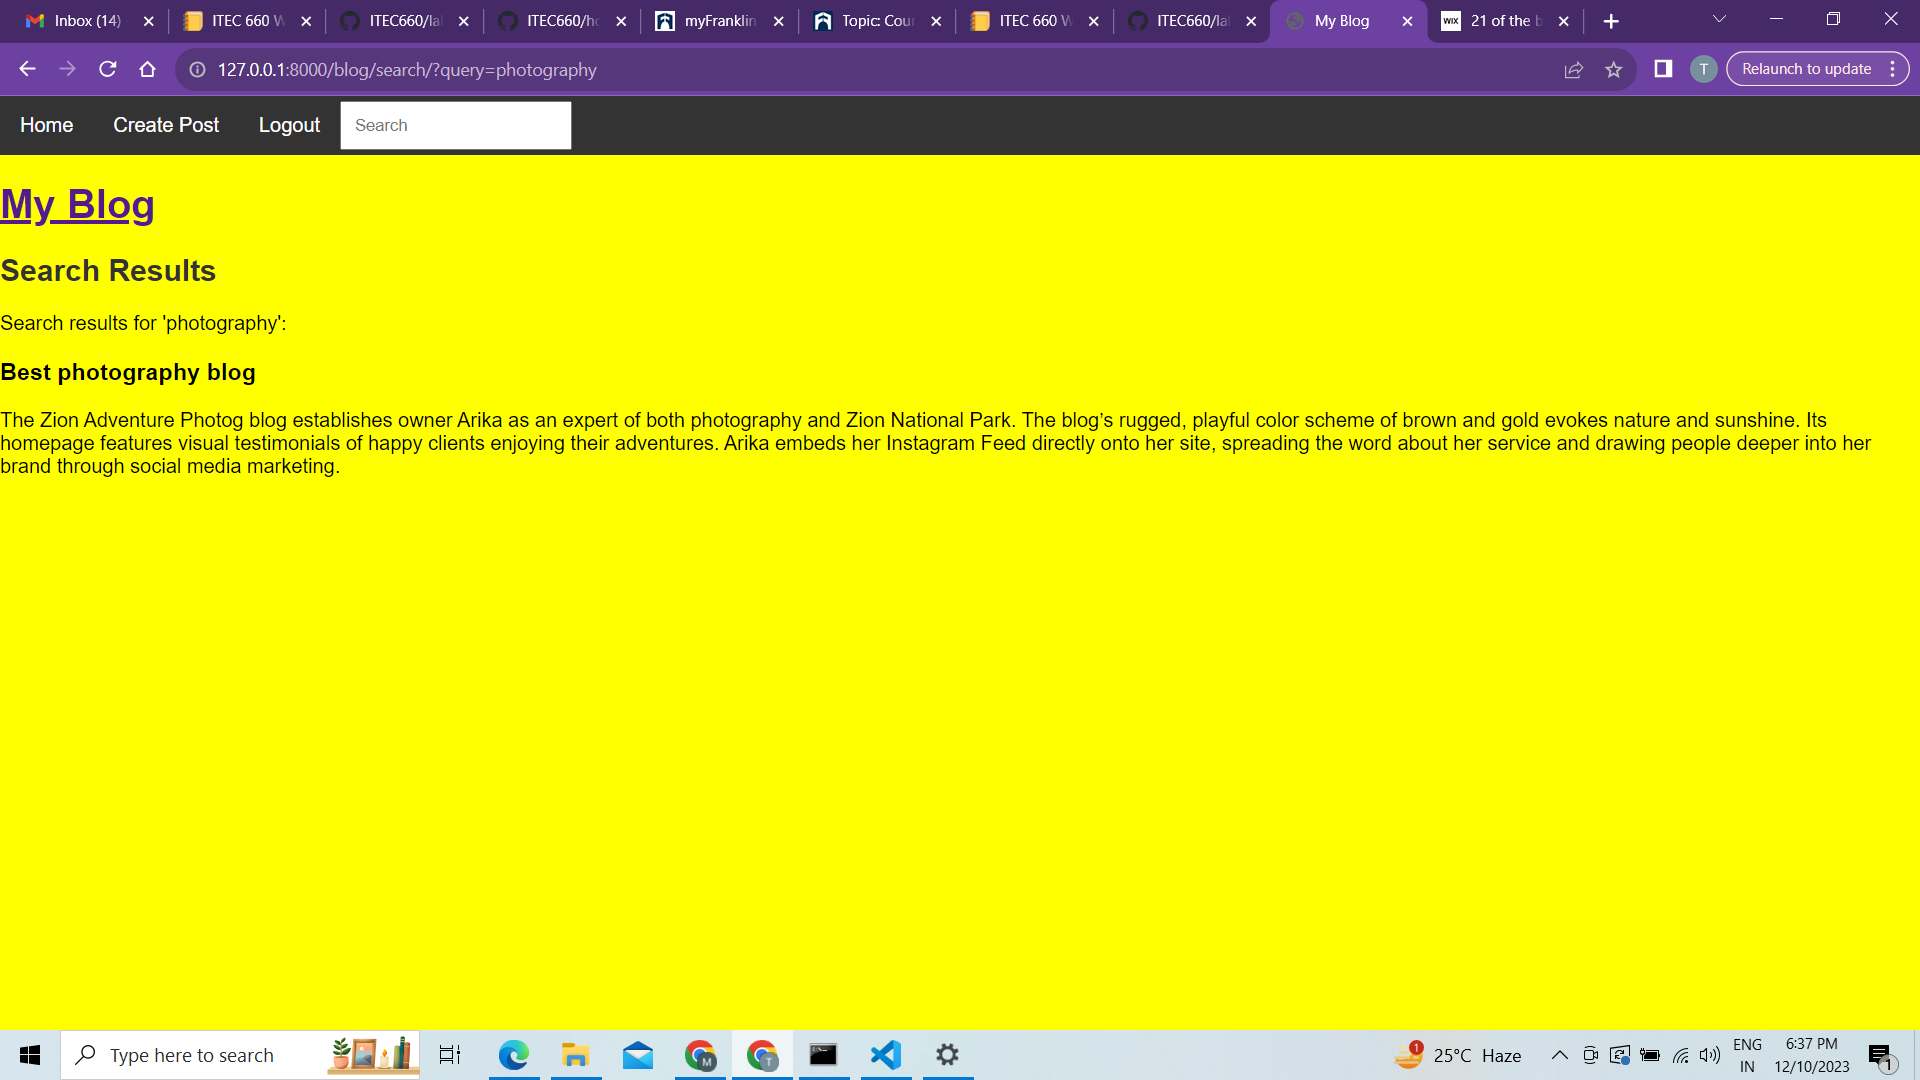 Inbox (14)
ITEC 660 W
ITEC660/la
ITEC660/ho
myFranklin
Topic: Cour
ITEC 660 W
ITEC660/la
My Blog
WIX
21 of the b
127.0.0.1:8000/blog/search/?query=photography
T
Relaunch to update
Home
Create Post
Logout
Search
My Blog
Search Results
Search results for 'photography':
Best photography blog
The Zion Adventure Photog blog establishes owner Arika as an expert of both photography and Zion National Park. The blog’s rugged, playful color scheme of brown and gold evokes nature and sunshine. Its
homepage features visual testimonials of happy clients enjoying their adventures. Arika embeds her Instagram Feed directly onto her site, spreading the word about her service and drawing people deeper into her
brand through social media marketing.
Type here to search
M
T
1
25°C Haze
ENG
IN
6:37 PM
12/10/2023
1